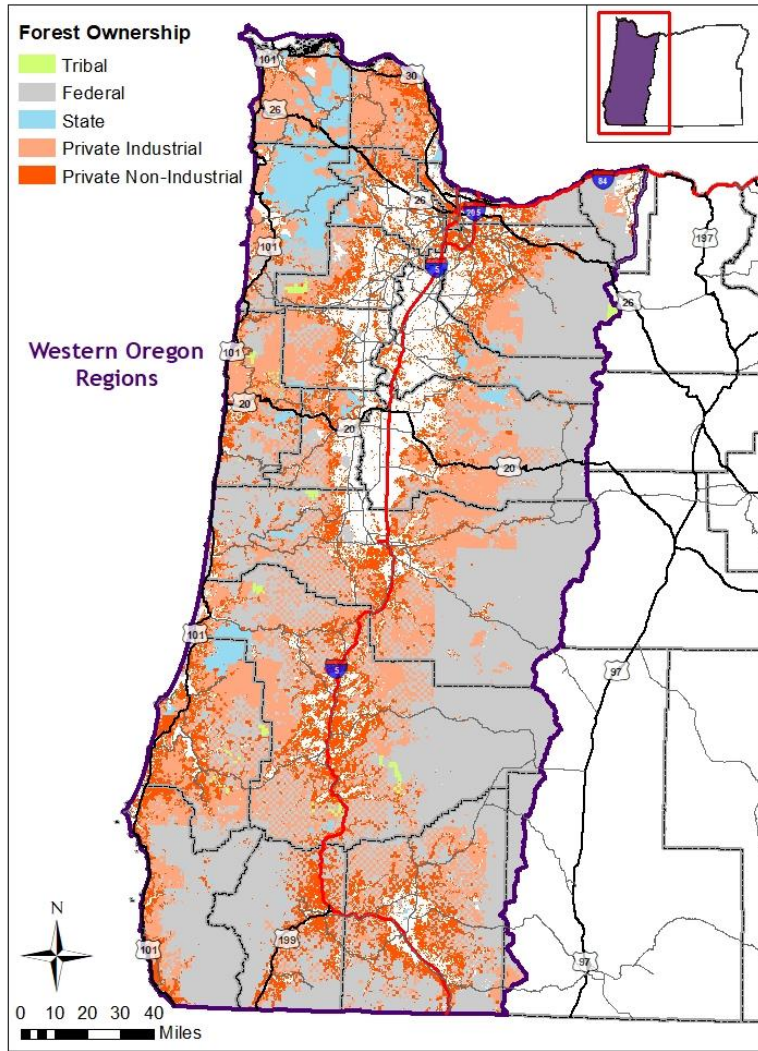 Forest Ownership
Tribal
Federal
State
Private Industrial
Private Non-Industrial
101
30
26
26
84
205
197
101
5
26
Western Oregon
Regions
101
20
20
20
101
5
97
199
101
97
N
0 10 20 30 40
Miles